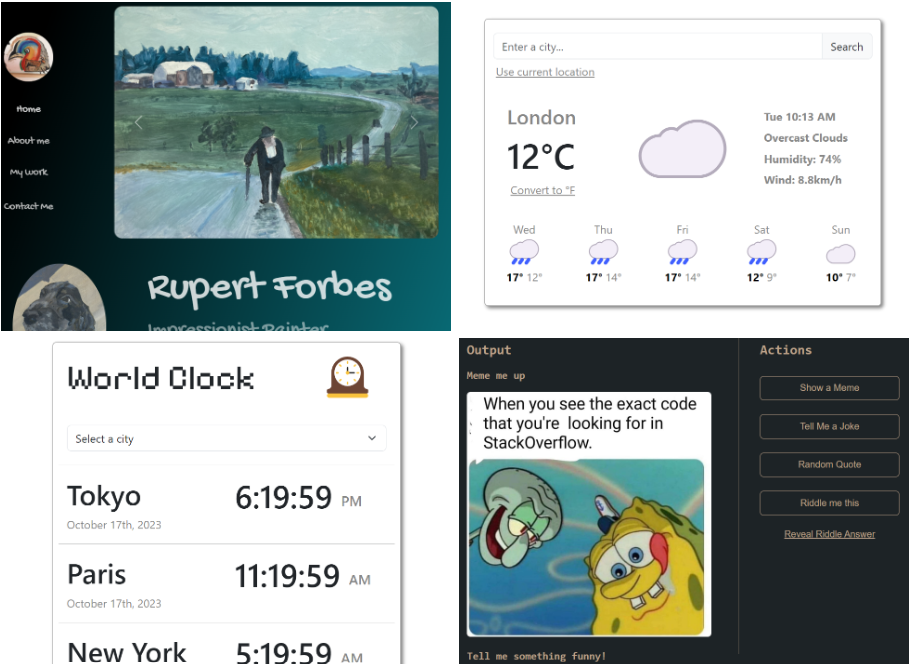 Home
About me
My work
Contact Me
Rupert Forbes
Impressionist Painter
Enter a city...
Search
Use current location
London
12°C
Convert to °F
Tue 10:13 AM
Overcast Clouds
Humidity: 74%
Wind: 8.8km/h
Wed Thu Fri Sat Sun
17° 12° 17° 14° 17° 14° 12° 9° 10° 7°
World Clock
Select a city
Tokyo 6:19:59 PM
October 17th, 2023
Paris 11:19:59 AM
October 17th, 2023
New York 5:19:59 AM
Output
Meme me up
When you see the exact code
that you're looking for in
StackOverflow.
Tell me something funny!
Actions
Show a Meme
Tell Me a Joke
Random Quote
Riddle me this
Reveal Riddle Answer